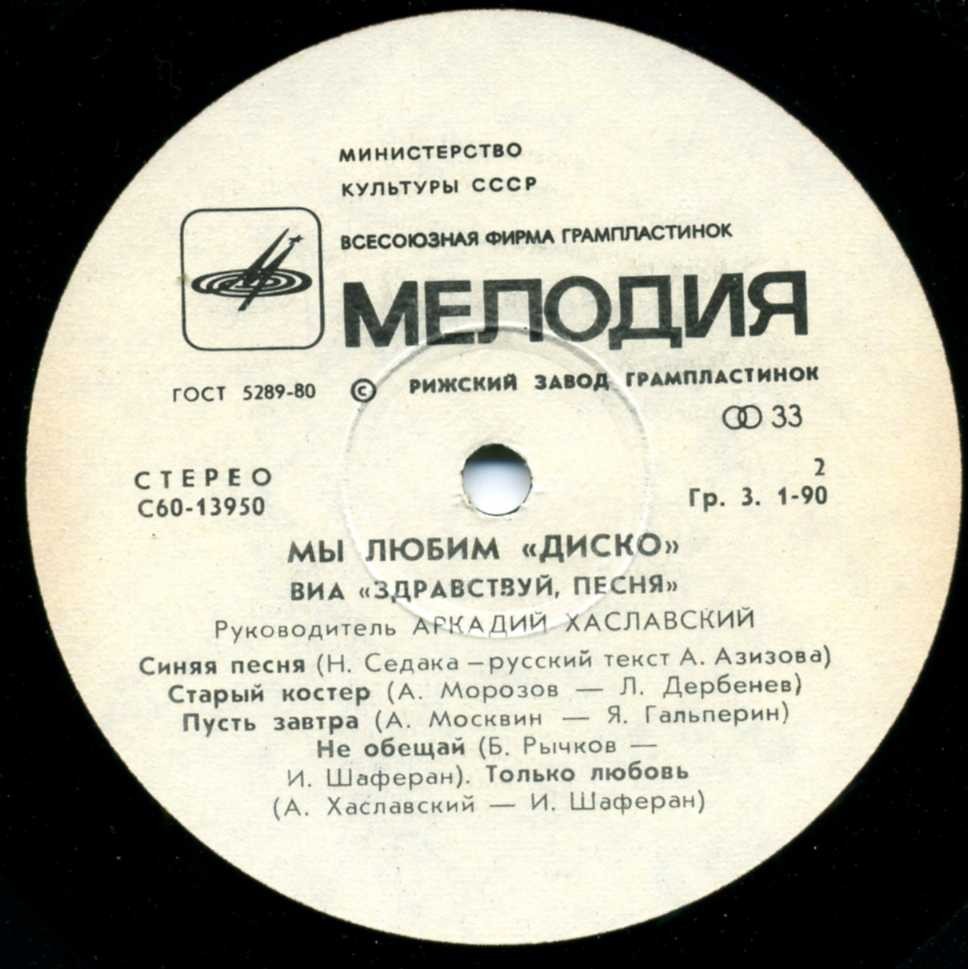 МИНИСТЕРСТВО
КУЛЬТУРЫ СССР
ВСЕСОЮЗНАЯ ФИРМА ГРАМПЛАСТИНОК
МЕЛОДИЯ
ГОСТ 5289-80 © РИЖСКИЙ ЗАВОД ГРАМПЛАСТИНОК
33
СТЕРЕО 2
С60-13950 Гр. 3. 1-90
МЫ ЛЮБИМ «ДИСКО»
ВИА «ЗДРАВСТВУЙ, ПЕСНЯ»
Руководитель АРКАДИЙ ХАСЛАВСКИЙ
Синяя песня (Н. Седака — русский текст А. Азизова)
Старый костер (А. Морозов — Л. Дербенев)
Пусть завтра (А. Москвин — Я. Гальперин)
Не обещай (Б. Рычков —
И. Шаферан). Только любовь
(А. Хаславский — И. Шаферан)